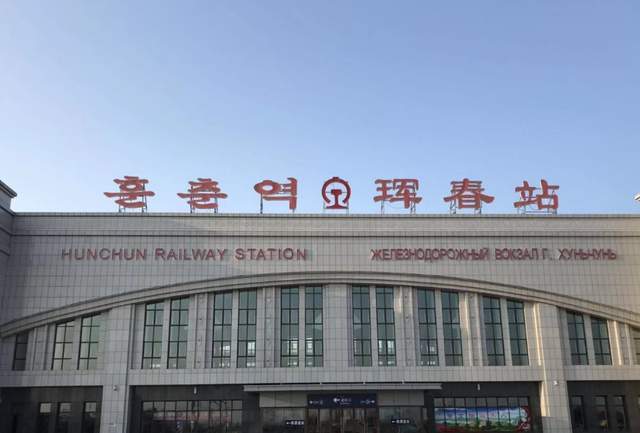 훈춘역 珲春站
HUNCHUN RAILWAY STATION
ЖЕЛЕЗНОДОРОЖНЫЙ ВОКЗАЛ Г. ХУНЬЧУНЬ